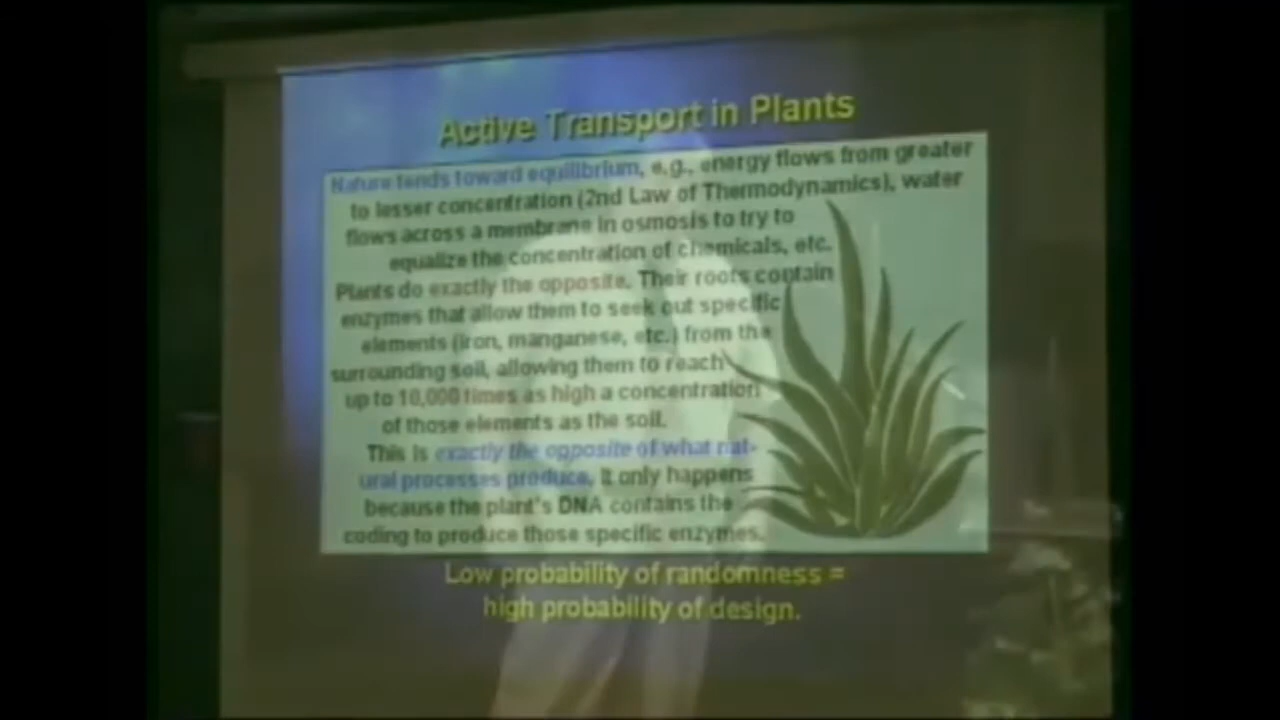 Active Transport in Plants
Nature tends toward equilibrium, e.g., energy flows from greater
to lesser concentration (2nd Law of Thermodynamics), water
flows across a membrane in osmosis to try to
equalize the concentration of chemicals, etc.
Plants do exactly the opposite. Their roots contain
enzymes that allow them to seek out specific
elements (iron, manganese, etc.) from the
surrounding soil, allowing them to reach
up to 10,000 times as high a concentration
of those elements as the soil.
This is exactly the opposite of what nat-
ural processes produce. It only happens
because the plant's DNA contains the
coding to produce those specific enzymes.
Low probability of randomness =
high probability of design.